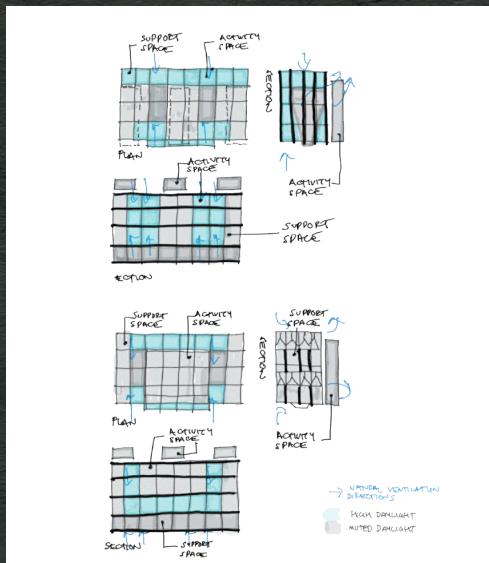 SUPPORT
SPACE
ACTIVITY
SPACE
PLAN
SECTION
ACTIVITY
SPACE
ACTIVITY
SPACE
SUPPORT
SPACE
ECTION
SUPPORT
SPACE
ACTIVITY
SPACE
PLAN
SECTION
SUPPORT
SPACE
ACTIVITY
SPACE
ACTIVITY
SPACE
SECTION
SUPPORT
SPACE
NATURAL VENTILATION
DIRECTIONS
HIGH DAYLIGHT
MUTED DAYLIGHT